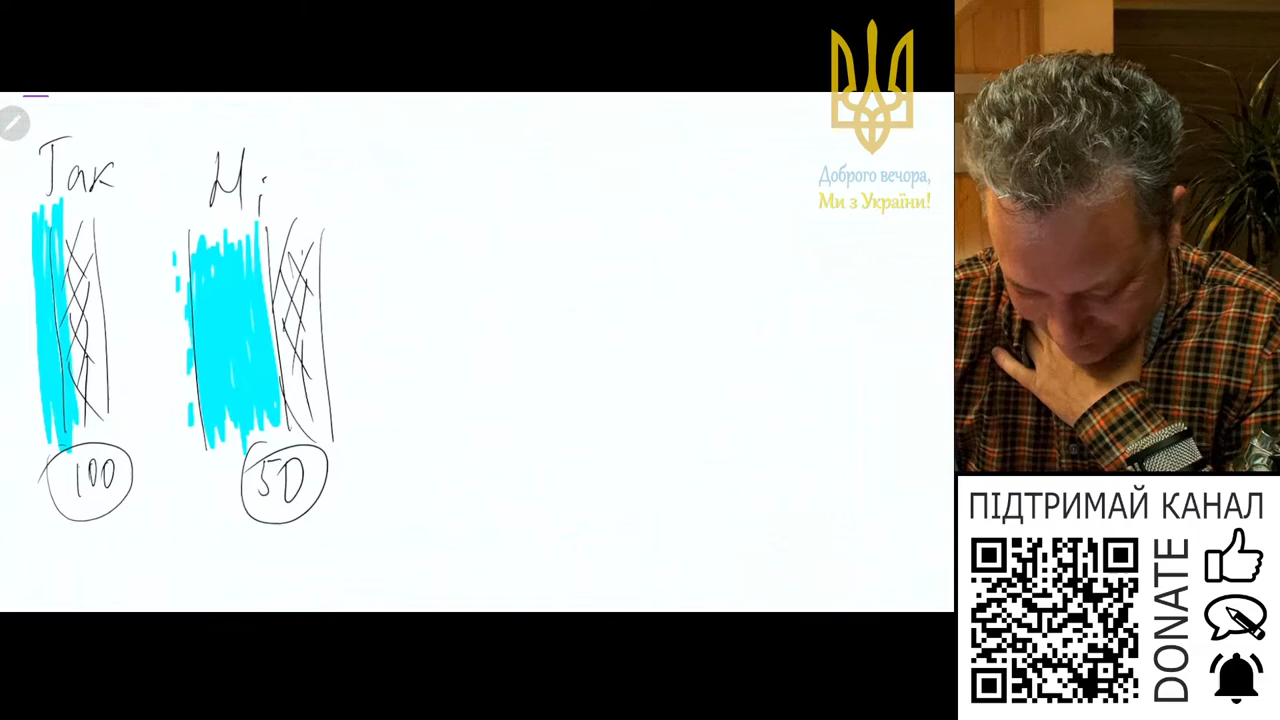 Так Ні
100 50
Доброго вечора,
Ми з України!
ПІДТРИМАЙ КАНАЛ
DONATE